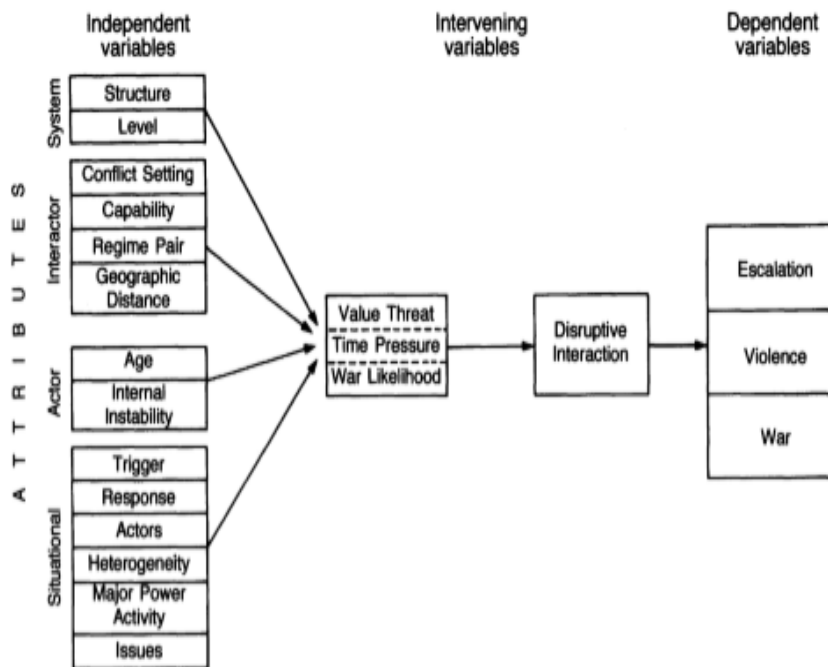 Independent
variables
Intervening
variables
Dependent
variables
ATTRIBUTES
System
Structure
Level
Interactor
Conflict Setting
Capability
Regime Pair
Geographic
Distance
Actor
Age
Internal
Instability
Situational
Trigger
Response
Actors
Heterogeneity
Major Power
Activity
Issues
Value Threat
Time Pressure
War Likelihood
Disruptive
Interaction
Escalation
Violence
War